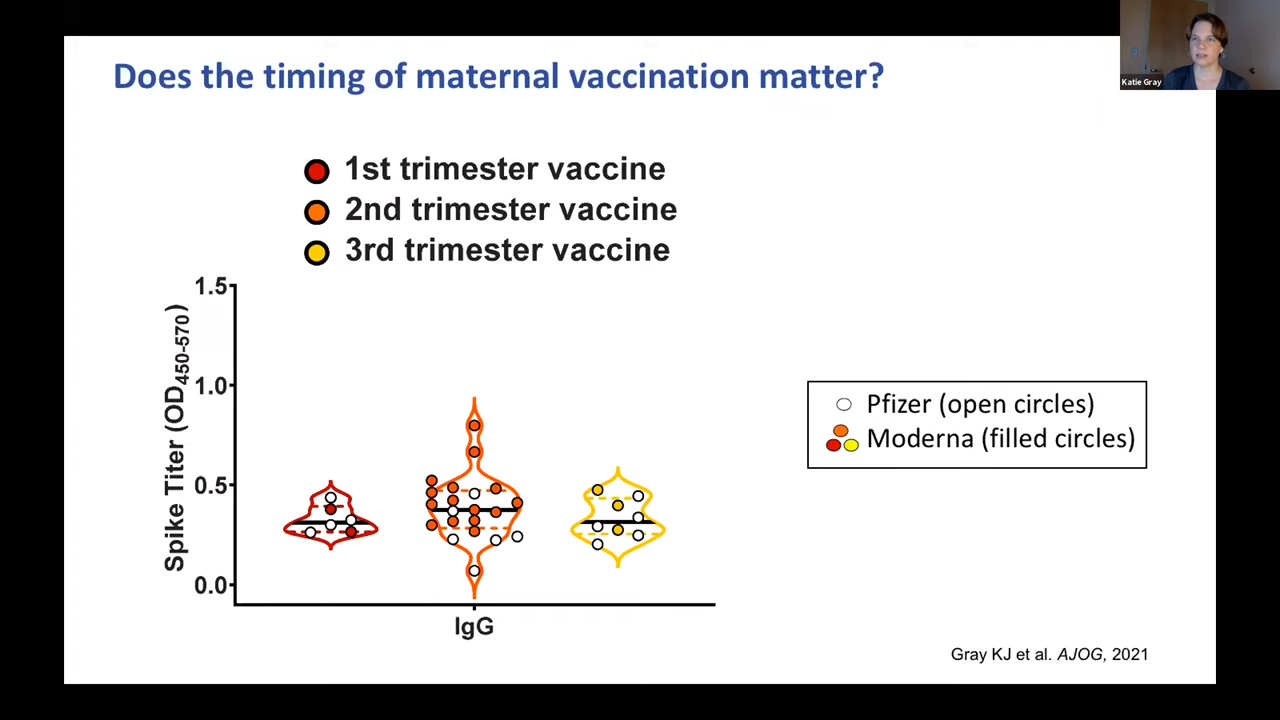 Does the timing of maternal vaccination matter?
Katie Gray
1st trimester vaccine
2nd trimester vaccine
3rd trimester vaccine
1.5
1.0
0.5
0.0
Spike Titer (OD450-570)
IgG
Pfizer (open circles)
Moderna (filled circles)
Gray KJ et al. AJOG, 2021